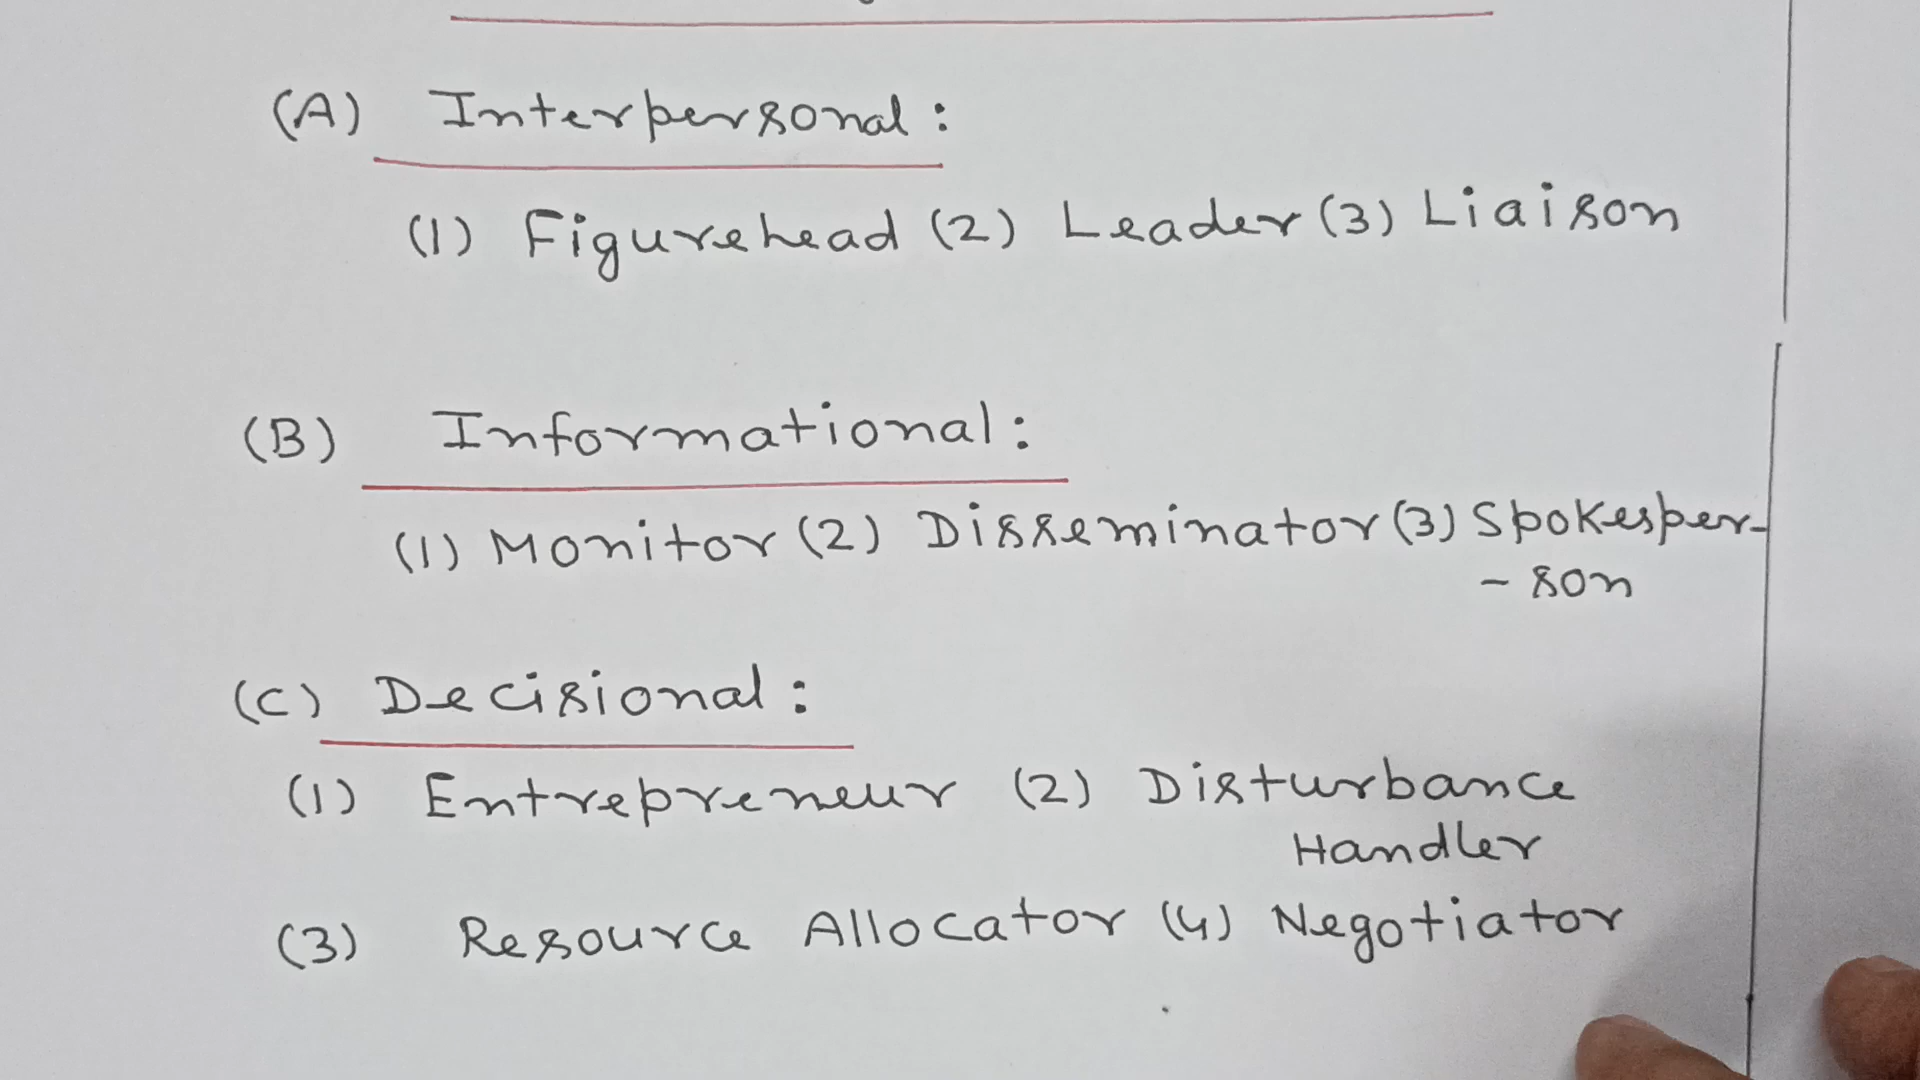 (A) Interpersonal:
(1) Figurehead (2) Leader (3) Liaison
(B) Informational:
(1) Monitor (2) Disseminator (3) Spokesper-
- son
(C) Decisional:
(1) Entrepreneur (2) Disturbance
Handler
(3) Resource Allocator (4) Negotiator